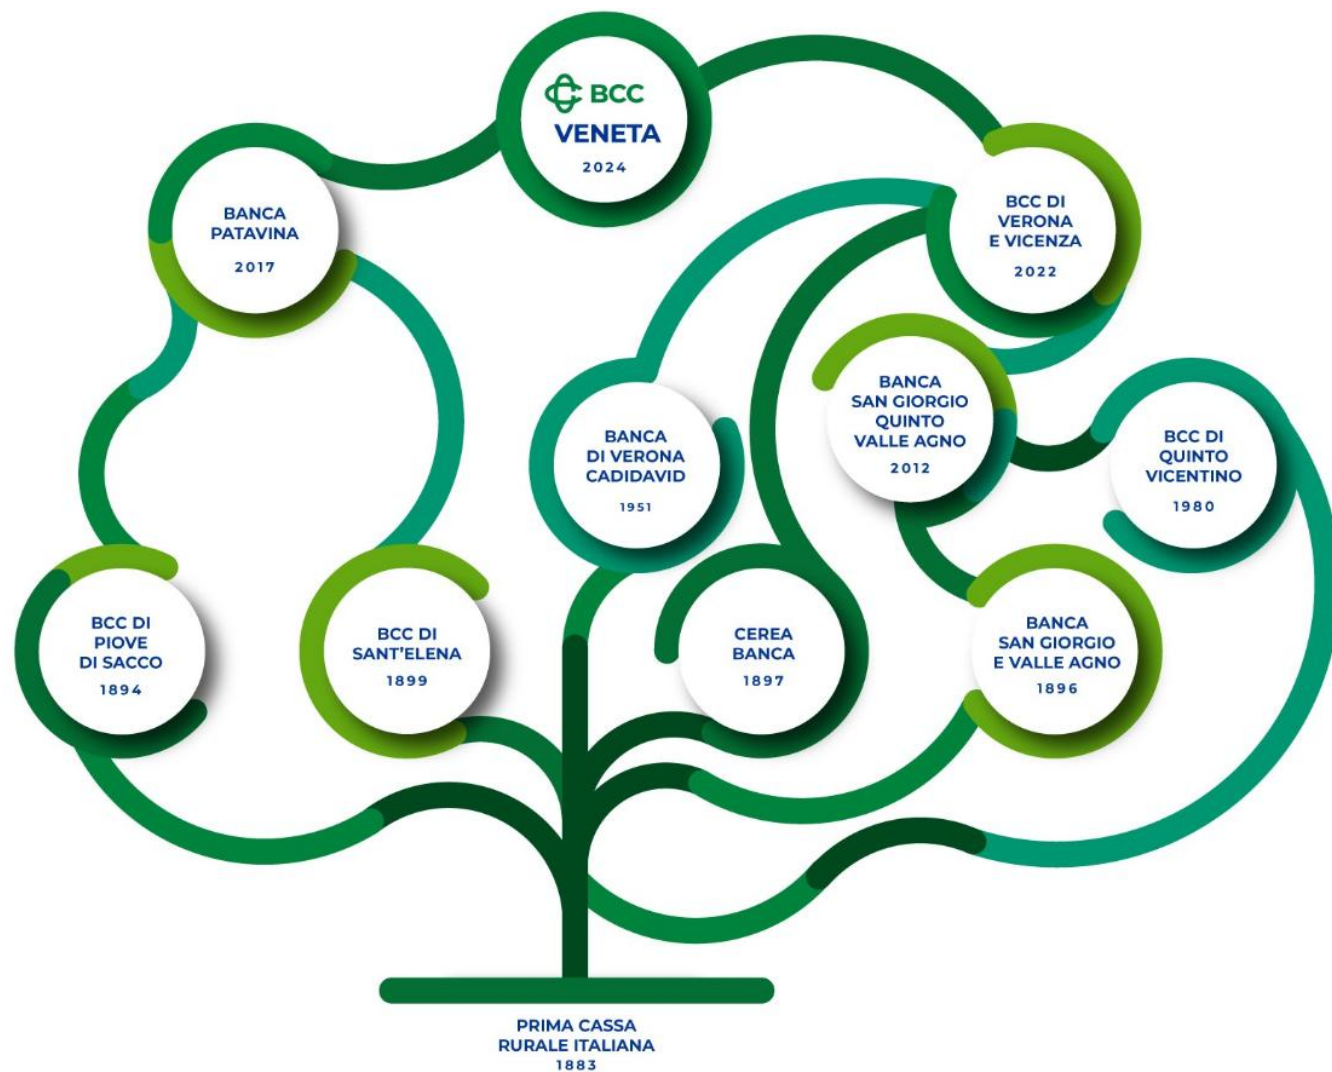 BCC
VENETA
2024
BANCA
PATAVINA
2017
BCC DI
VERONA
E VICENZA
2022
BANCA
SAN GIORGIO
QUINTO
VALLE AGNO
2012
BANCA
DI VERONA
CADIDAVID
1951
BCC DI
QUINTO
VICENTINO
1980
BCC DI
PIOVE
DI SACCO
1894
BCC DI
SANT'ELENA
1899
CEREA
BANCA
1897
BANCA
SAN GIORGIO
E VALLE AGNO
1896
PRIMA CASSA
RURALE ITALIANA
1883